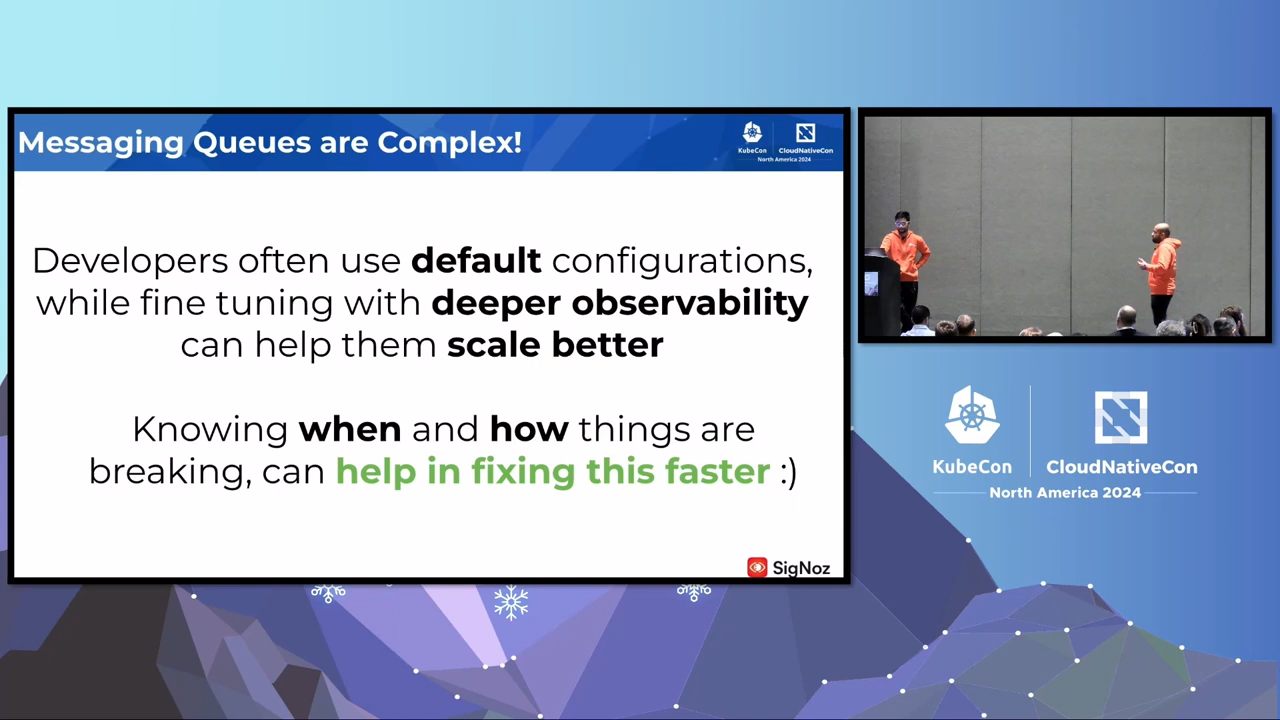 Messaging Queues are Complex!
KubeCon
CloudNativeCon
North America 2024
Developers often use default configurations,
while fine tuning with deeper observability
can help them scale better
Knowing when and how things are
breaking, can help in fixing this faster :)
SigNoz
KubeCon
CloudNativeCon
North America 2024